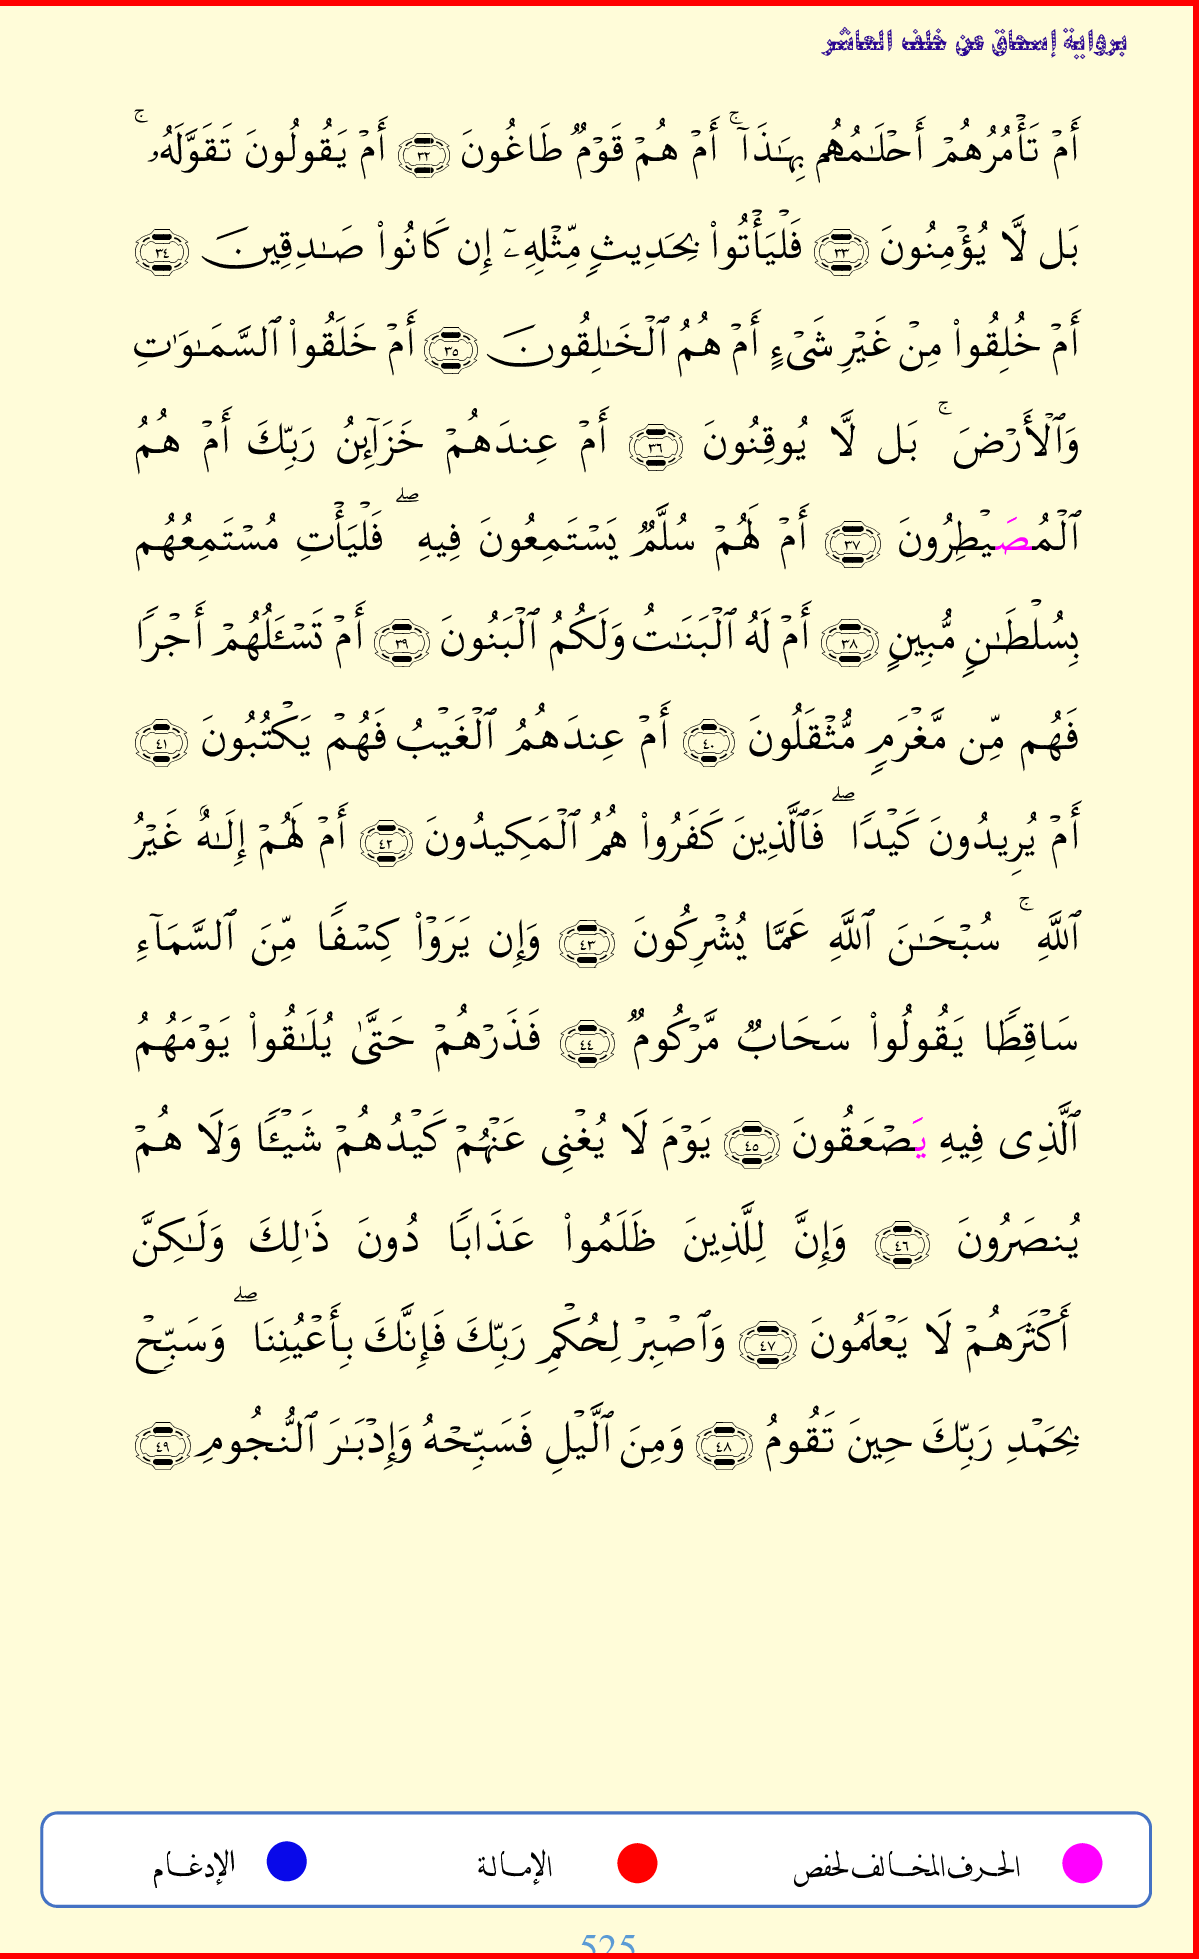 برواية إسحاق عن خلف العاشر
أَمۡ تَأۡمُرُهُمۡ أَحۡلَٰمُهُم بِهَٰذَآۚ أَمۡ هُمۡ قَوۡمٞ طَاغُونَ ٣٢ أَمۡ يَقُولُونَ تَقَوَّلَهُۥۚ
بَل لَّا يُؤۡمِنُونَ ٣٣ فَلۡيَأۡتُواْ بِحَدِيثٖ مِّثۡلِهِۦٓ إِن كَانُواْ صَٰدِقِينَ ٣٤
أَمۡ خُلِقُواْ مِنۡ غَيۡرِ شَيۡءٍ أَمۡ هُمُ ٱلۡخَٰلِقُونَ ٣٥ أَمۡ خَلَقُواْ ٱلسَّمَٰوَٰتِ
وَٱلۡأَرۡضَۚ بَل لَّا يُوقِنُونَ ٣٦ أَمۡ عِندَهُمۡ خَزَآئِنُ رَبِّكَ أَمۡ هُمُ
ٱلۡمُصَيۡطِرُونَ ٣٧ أَمۡ لَهُمۡ سُلَّمٞ يَسۡتَمِعُونَ فِيهِۖ فَلۡيَأۡتِ مُسۡتَمِعُهُم
بِسُلۡطَٰنٖ مُّبِينٍ ٣٨ أَمۡ لَهُ ٱلۡبَنَٰتُ وَلَكُمُ ٱلۡبَنُونَ ٣٩ أَمۡ تَسۡـَٔلُهُمۡ أَجۡرٗا
فَهُم مِّن مَّغۡرَمٖ مُّثۡقَلُونَ ٤٠ أَمۡ عِندَهُمُ ٱلۡغَيۡبُ فَهُمۡ يَكۡتُبُونَ ٤١
أَمۡ يُرِيدُونَ كَيۡدٗاۖ فَٱلَّذِينَ كَفَرُواْ هُمُ ٱلۡمَكِيدُونَ ٤٢ أَمۡ لَهُمۡ إِلَٰهٌ غَيۡرُ
ٱللَّهِۚ سُبۡحَٰنَ ٱللَّهِ عَمَّا يُشۡرِكُونَ ٤٣ وَإِن يَرَوۡاْ كِسۡفٗا مِّنَ ٱلسَّمَآءِ
سَاقِطٗا يَقُولُواْ سَحَابٞ مَّرۡكُومٞ ٤٤ فَذَرۡهُمۡ حَتَّىٰ يُلَٰقُواْ يَوۡمَهُمُ
ٱلَّذِي فِيهِ يَصۡعَقُونَ ٤٥ يَوۡمَ لَا يُغۡنِي عَنۡهُمۡ كَيۡدُهُمۡ شَيۡـٔٗا وَلَا هُمۡ
يُنصَرُونَ ٤٦ وَإِنَّ لِلَّذِينَ ظَلَمُواْ عَذَابٗا دُونَ ذَٰلِكَ وَلَٰكِنَّ
أَكۡثَرَهُمۡ لَا يَعۡلَمُونَ ٤٧ وَٱصۡبِرۡ لِحُكۡمِ رَبِّكَ فَإِنَّكَ بِأَعۡيُنِنَاۖ وَسَبِّحۡ
بِحَمۡدِ رَبِّكَ حِينَ تَقُومُ ٤٨ وَمِنَ ٱلَّيۡلِ فَسَبِّحۡهُ وَإِدۡبَٰرَ ٱلنُّجُومِ ٤٩
الحرف المخالف لحفص الإمالة الإدغام
525